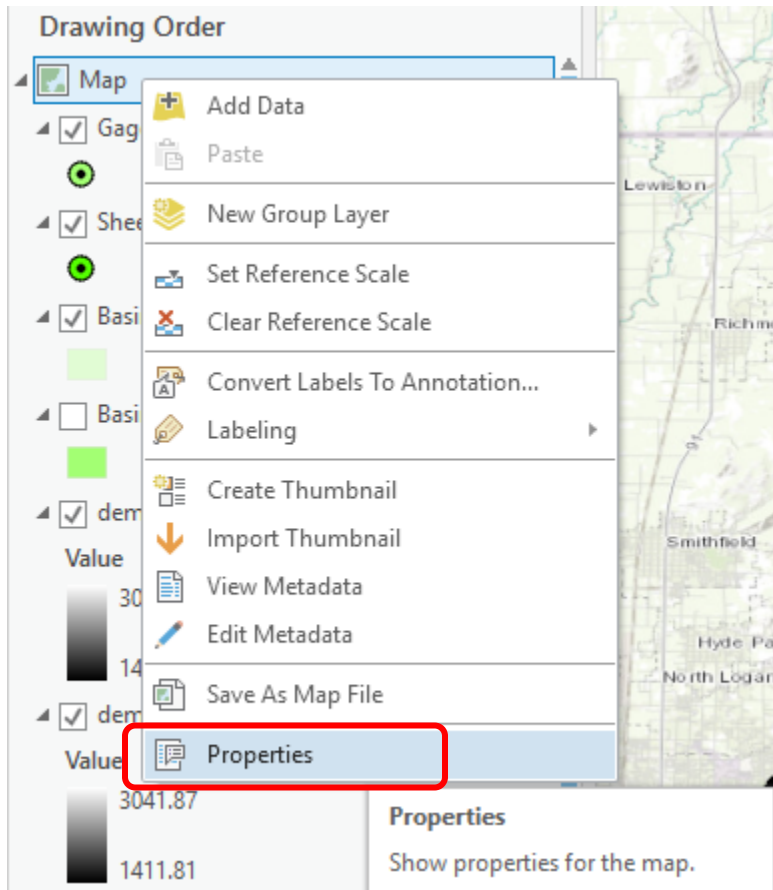 Drawing Order
Map
Gag
Shee
Basi
Basi
dem
Value
30
14
dem
Value
3041.87
1411.81
Add Data
Paste
New Group Layer
Set Reference Scale
Clear Reference Scale
Convert Labels To Annotation...
Labeling
Create Thumbnail
Import Thumbnail
View Metadata
Edit Metadata
Save As Map File
Properties
Properties
Show properties for the map.
Lewiston
Richm
91
Smithfield
Hyde Pa
North Logan